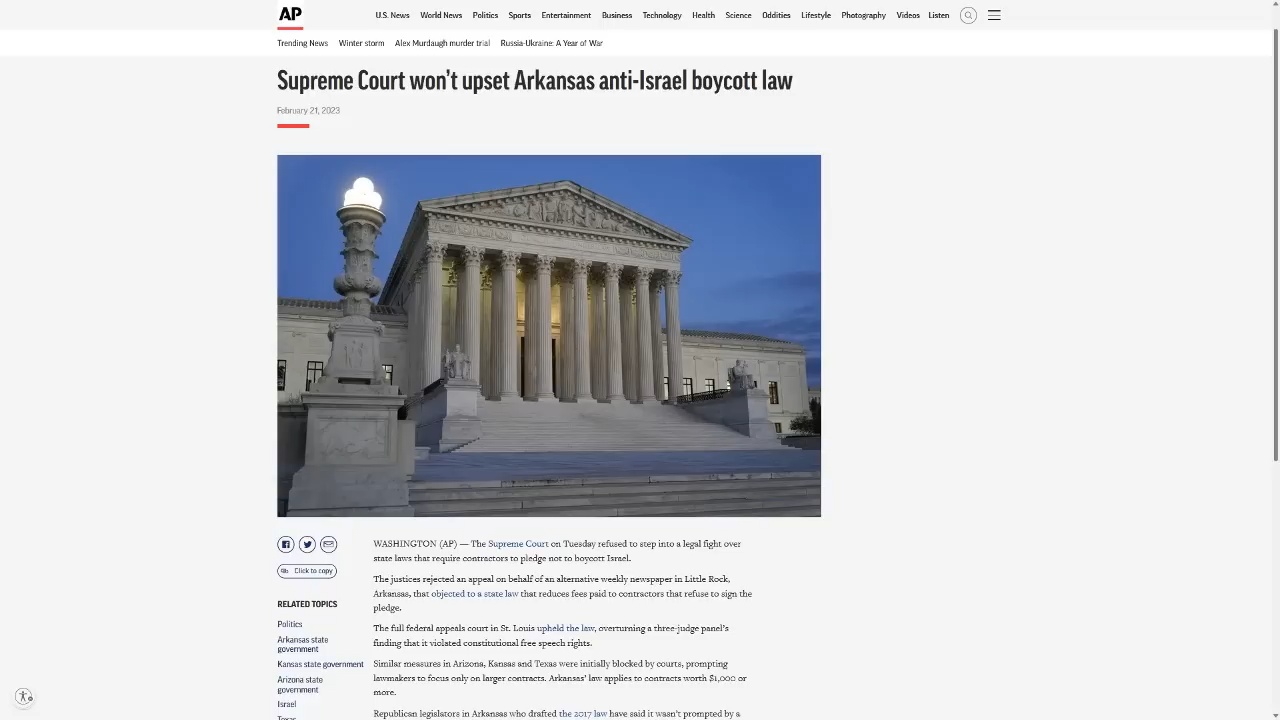 AP
U.S. News World News Politics Sports Entertainment Business Technology Health Science Oddities Lifestyle Photography Videos Listen
Trending News Winter storm Alex Murdaugh murder trial Russia-Ukraine: A Year of War
Supreme Court won't upset Arkansas anti-Israel boycott law
February 21, 2023
Click to copy
RELATED TOPICS
Politics
Arkansas state
government
Kansas state government
Arizona state
government
Israel
Texas
WASHINGTON (AP) — The Supreme Court on Tuesday refused to step into a legal fight over
state laws that require contractors to pledge not to boycott Israel.
The justices rejected an appeal on behalf of an alternative weekly newspaper in Little Rock,
Arkansas, that objected to a state law that reduces fees paid to contractors that refuse to sign the
pledge.
The full federal appeals court in St. Louis upheld the law, overturning a three-judge panel's
finding that it violated constitutional free speech rights.
Similar measures in Arizona, Kansas and Texas were initially blocked by courts, prompting
lawmakers to focus only on larger contracts. Arkansas' law applies to contracts worth $1,000 or
more.
Republican legislators in Arkansas who drafted the 2017 law have said it wasn't prompted by a